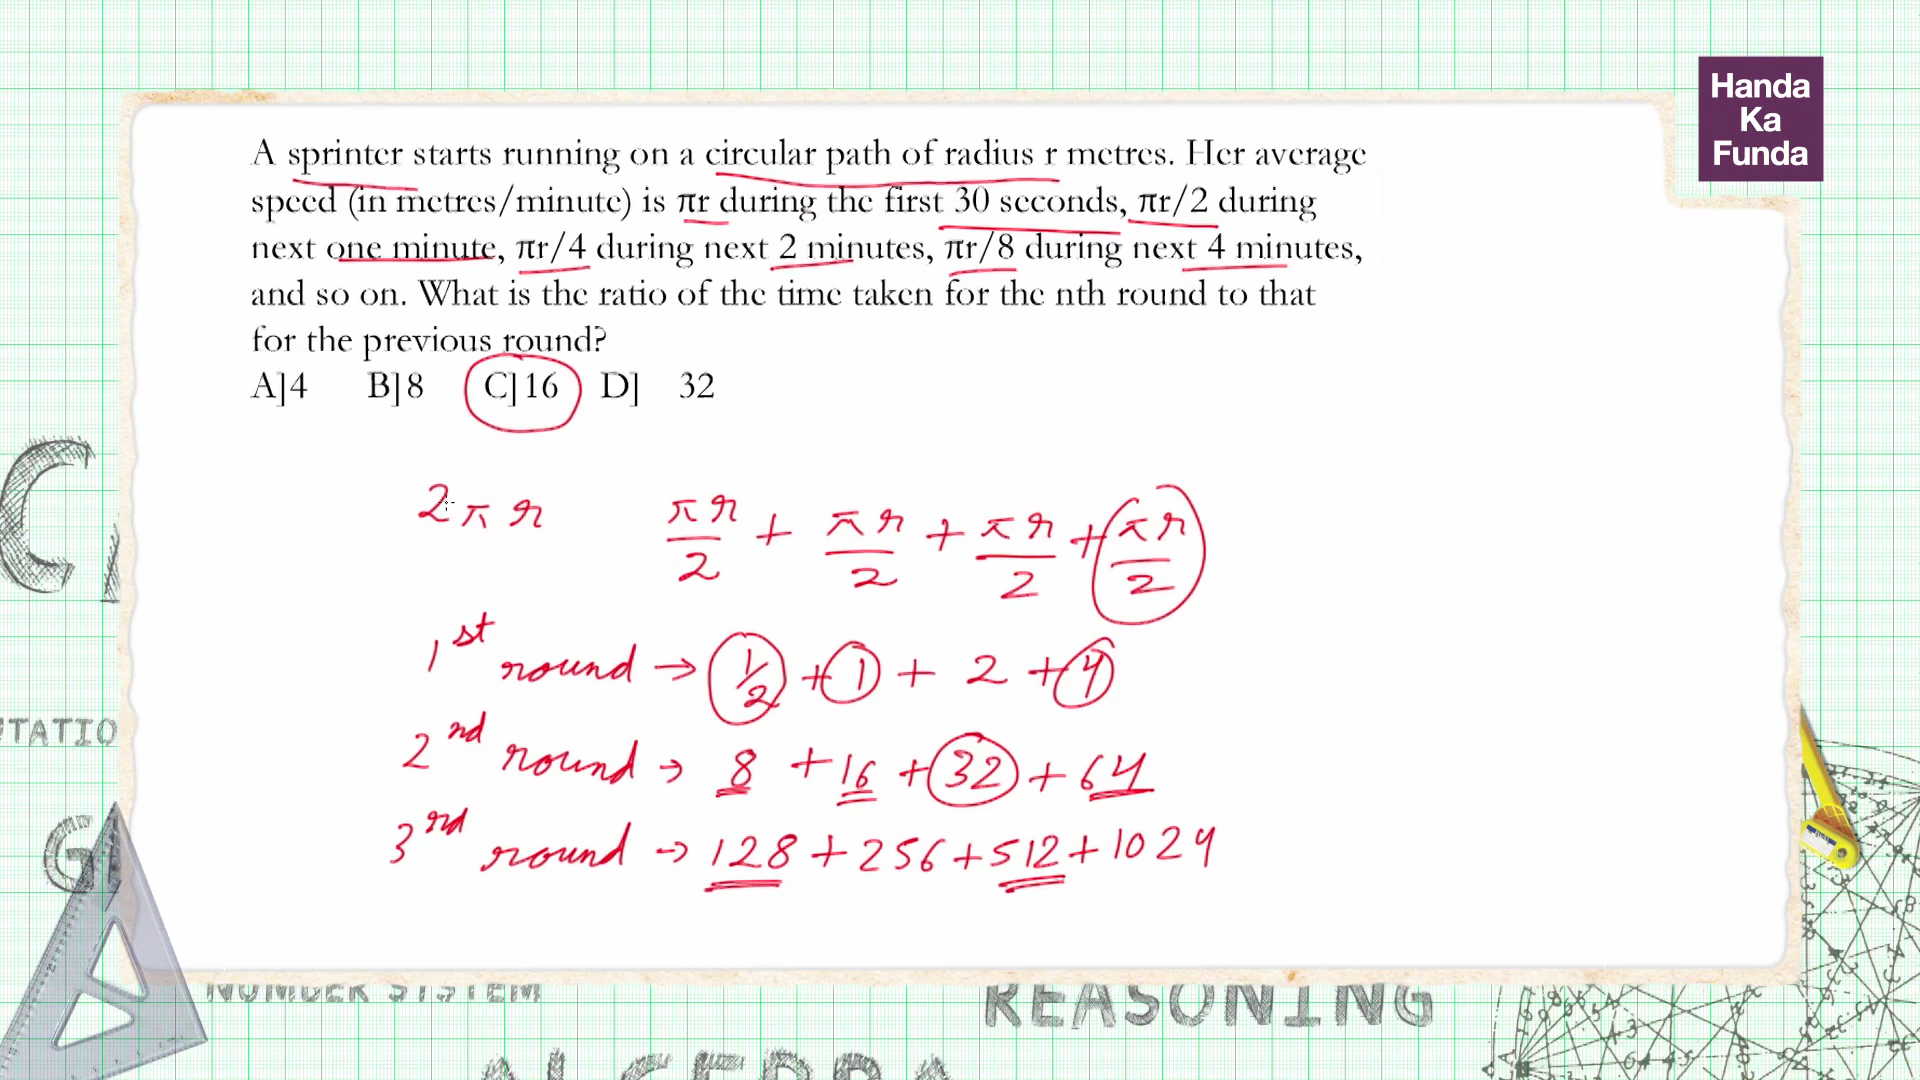 Handa
Ka
Funda
A sprinter starts running on a circular path of radius r metres. Her average
speed (in metres/minute) is πr during the first 30 seconds, πr/2 during
next one minute, πr/4 during next 2 minutes, πr/8 during next 4 minutes,
and so on. What is the ratio of the time taken for the nth round to that
for the previous round?
A]4 B]8 C]16 D] 32
2πr πr/2 + πr/2 + πr/2 + πr/2
1st round → 1/2 + 1 + 2 + 4
2nd round → 8 + 16 + 32 + 64
3rd round → 128 + 256 + 512 + 1024
TATIO
NUMBER SYSTEM
REASONING
ALGEBRA